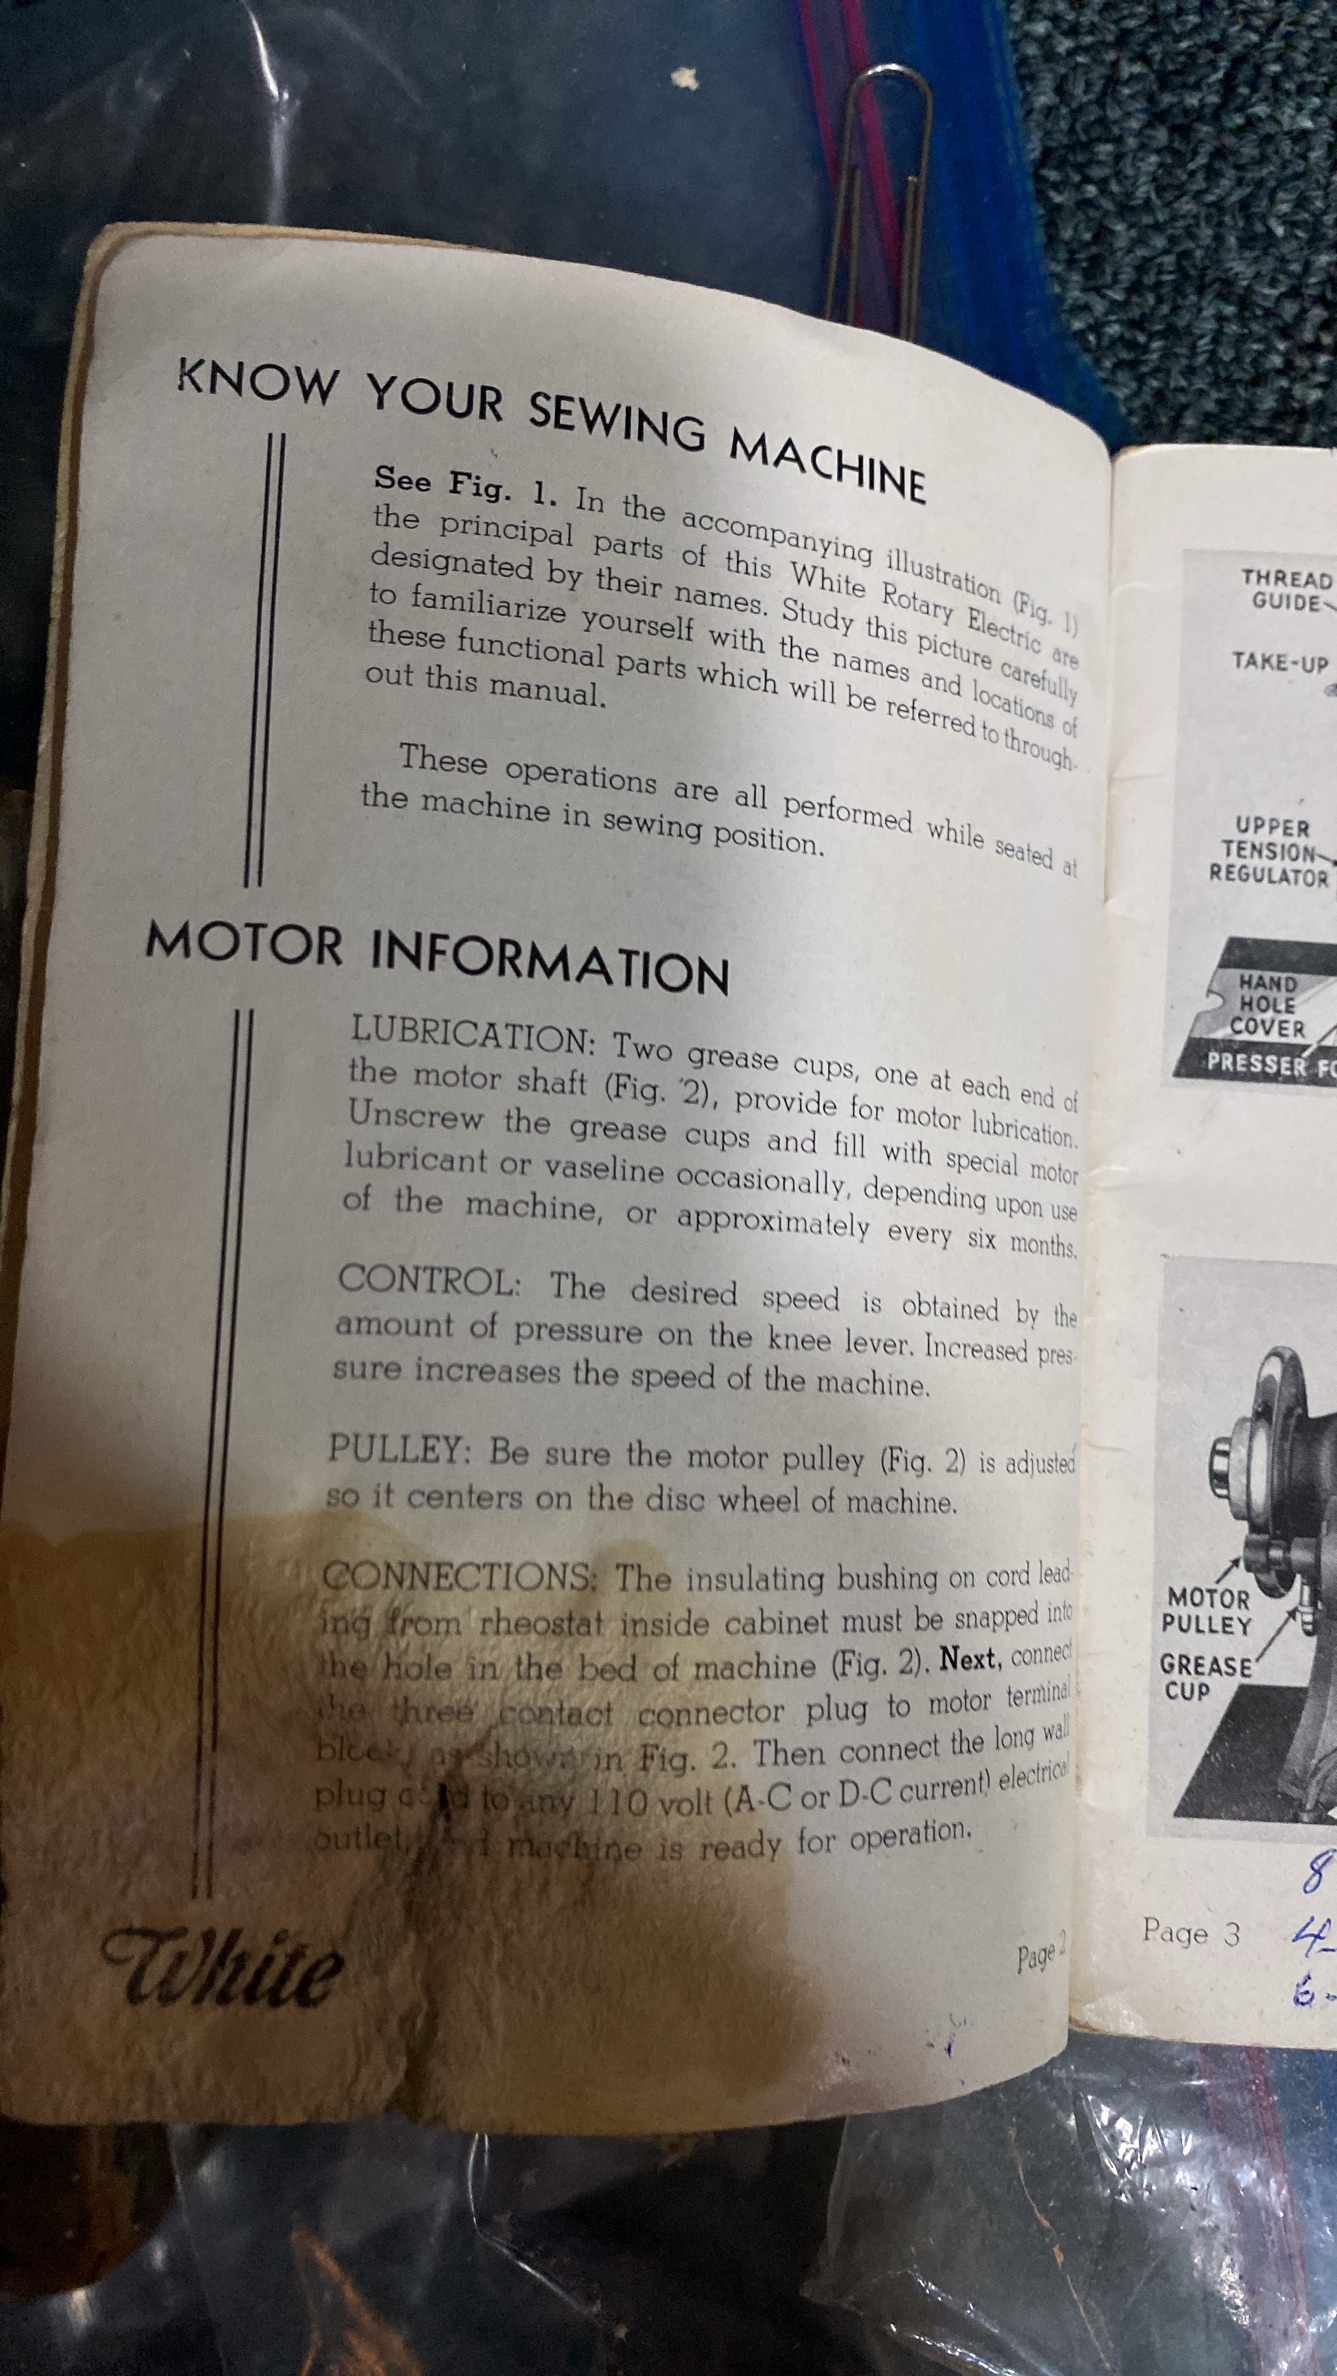 KNOW YOUR SEWING MACHINE
See Fig. 1. In the accompanying illustration (Fig. 1)
the principal parts of this White Rotary Electric are
designated by their names. Study this picture carefully
to familiarize yourself with the names and locations of
these functional parts which will be referred to through-
out this manual.
These operations are all performed while seated at
the machine in sewing position.
MOTOR INFORMATION
LUBRICATION: Two grease cups, one at each end of
the motor shaft (Fig. 2), provide for motor lubrication.
Unscrew the grease cups and fill with special motor
lubricant or vaseline occasionally, depending upon use
of the machine, or approximately every six months.
CONTROL: The desired speed is obtained by the
amount of pressure on the knee lever. Increased pres-
sure increases the speed of the machine.
PULLEY: Be sure the motor pulley (Fig. 2) is adjusted
so it centers on the disc wheel of machine.
CONNECTIONS: The insulating bushing on cord lead-
ing from rheostat inside cabinet must be snapped into
the hole in the bed of machine (Fig. 2). Next, connect
the three contact connector plug to motor terminal
block, as shown in Fig. 2. Then connect the long wall
plug cord to any 110 volt (A-C or D-C current) electrical
outlet, machine is ready for operation.
White
Page 2
THREAD
GUIDE
TAKE-UP
UPPER
TENSION
REGULATOR
HAND
HOLE
COVER
PRESSER FO
MOTOR
PULLEY
GREASE
CUP
Page 3
8
4-
6-